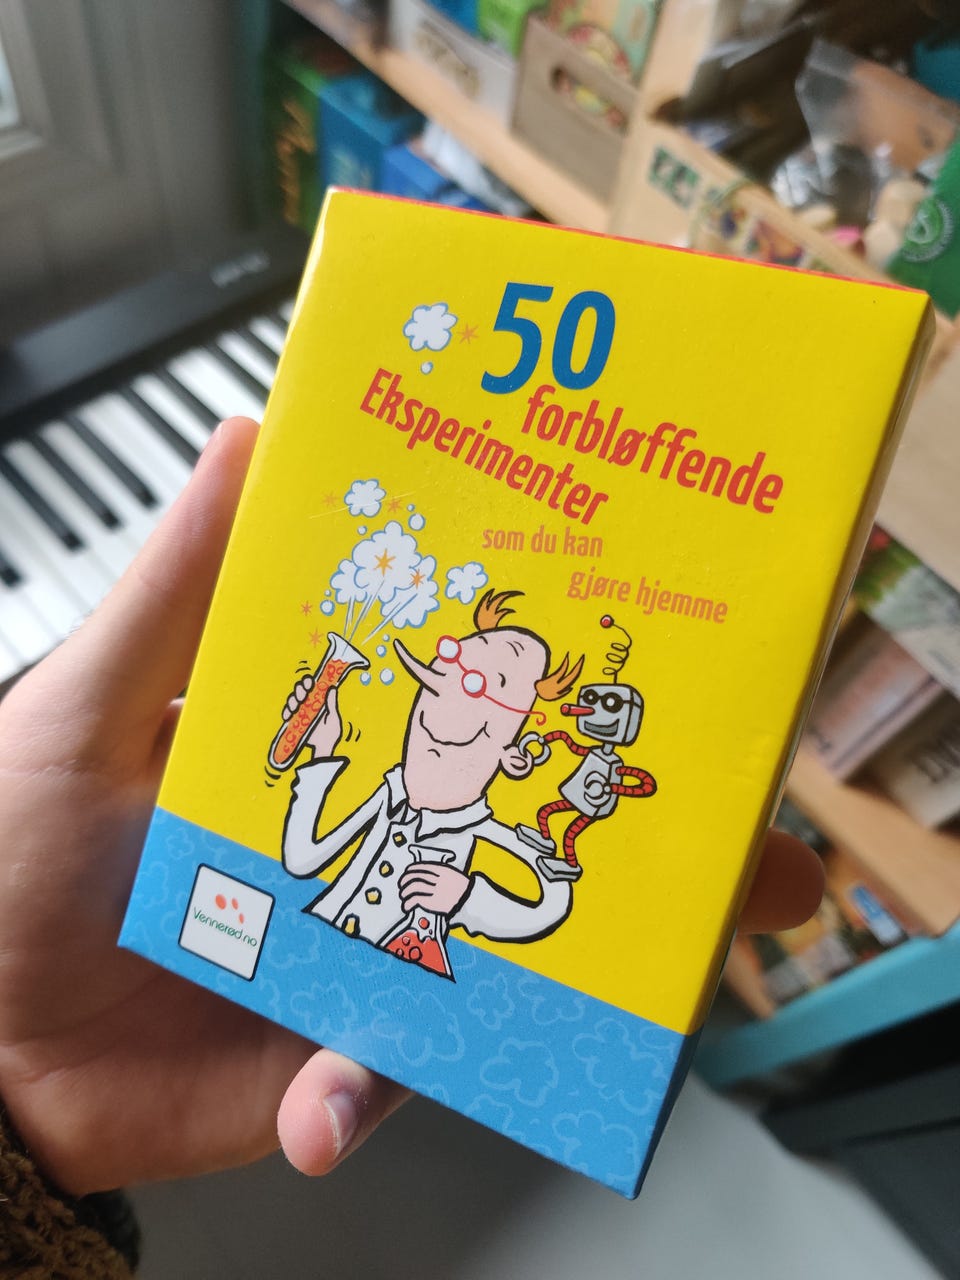 50
forbløffende
Eksperimenter
som du kan
gjøre hjemme
Vennerød.no